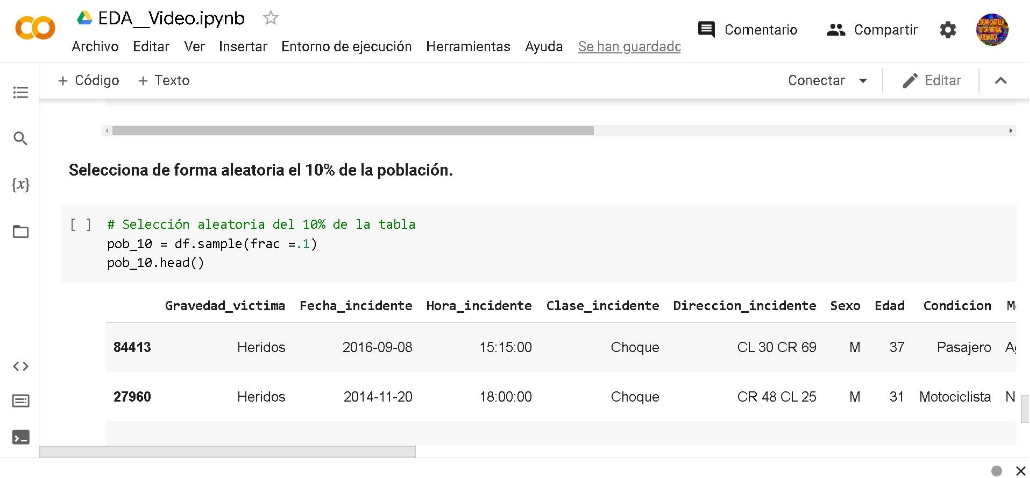 EDA__Video.ipynb
Comentario
Compartir
Archivo Editar Ver Insertar Entorno de ejecución Herramientas Ayuda Se han guardadc
+ Código + Texto
Conectar
Editar
{x}
Selecciona de forma aleatoria el 10% de la población.
[ ] # Selección aleatoria del 10% de la tabla
pob_10 = df.sample(frac =.1)
pob_10.head()
Gravedad_victima Fecha_incidente Hora_incidente Clase_incidente Direccion_incidente Sexo Edad Condicion
84413 Heridos 2016-09-08 15:15:00 Choque CL 30 CR 69 M 37 Pasajero
27960 Heridos 2014-11-20 18:00:00 Choque CR 48 CL 25 M 31 Motociclista N